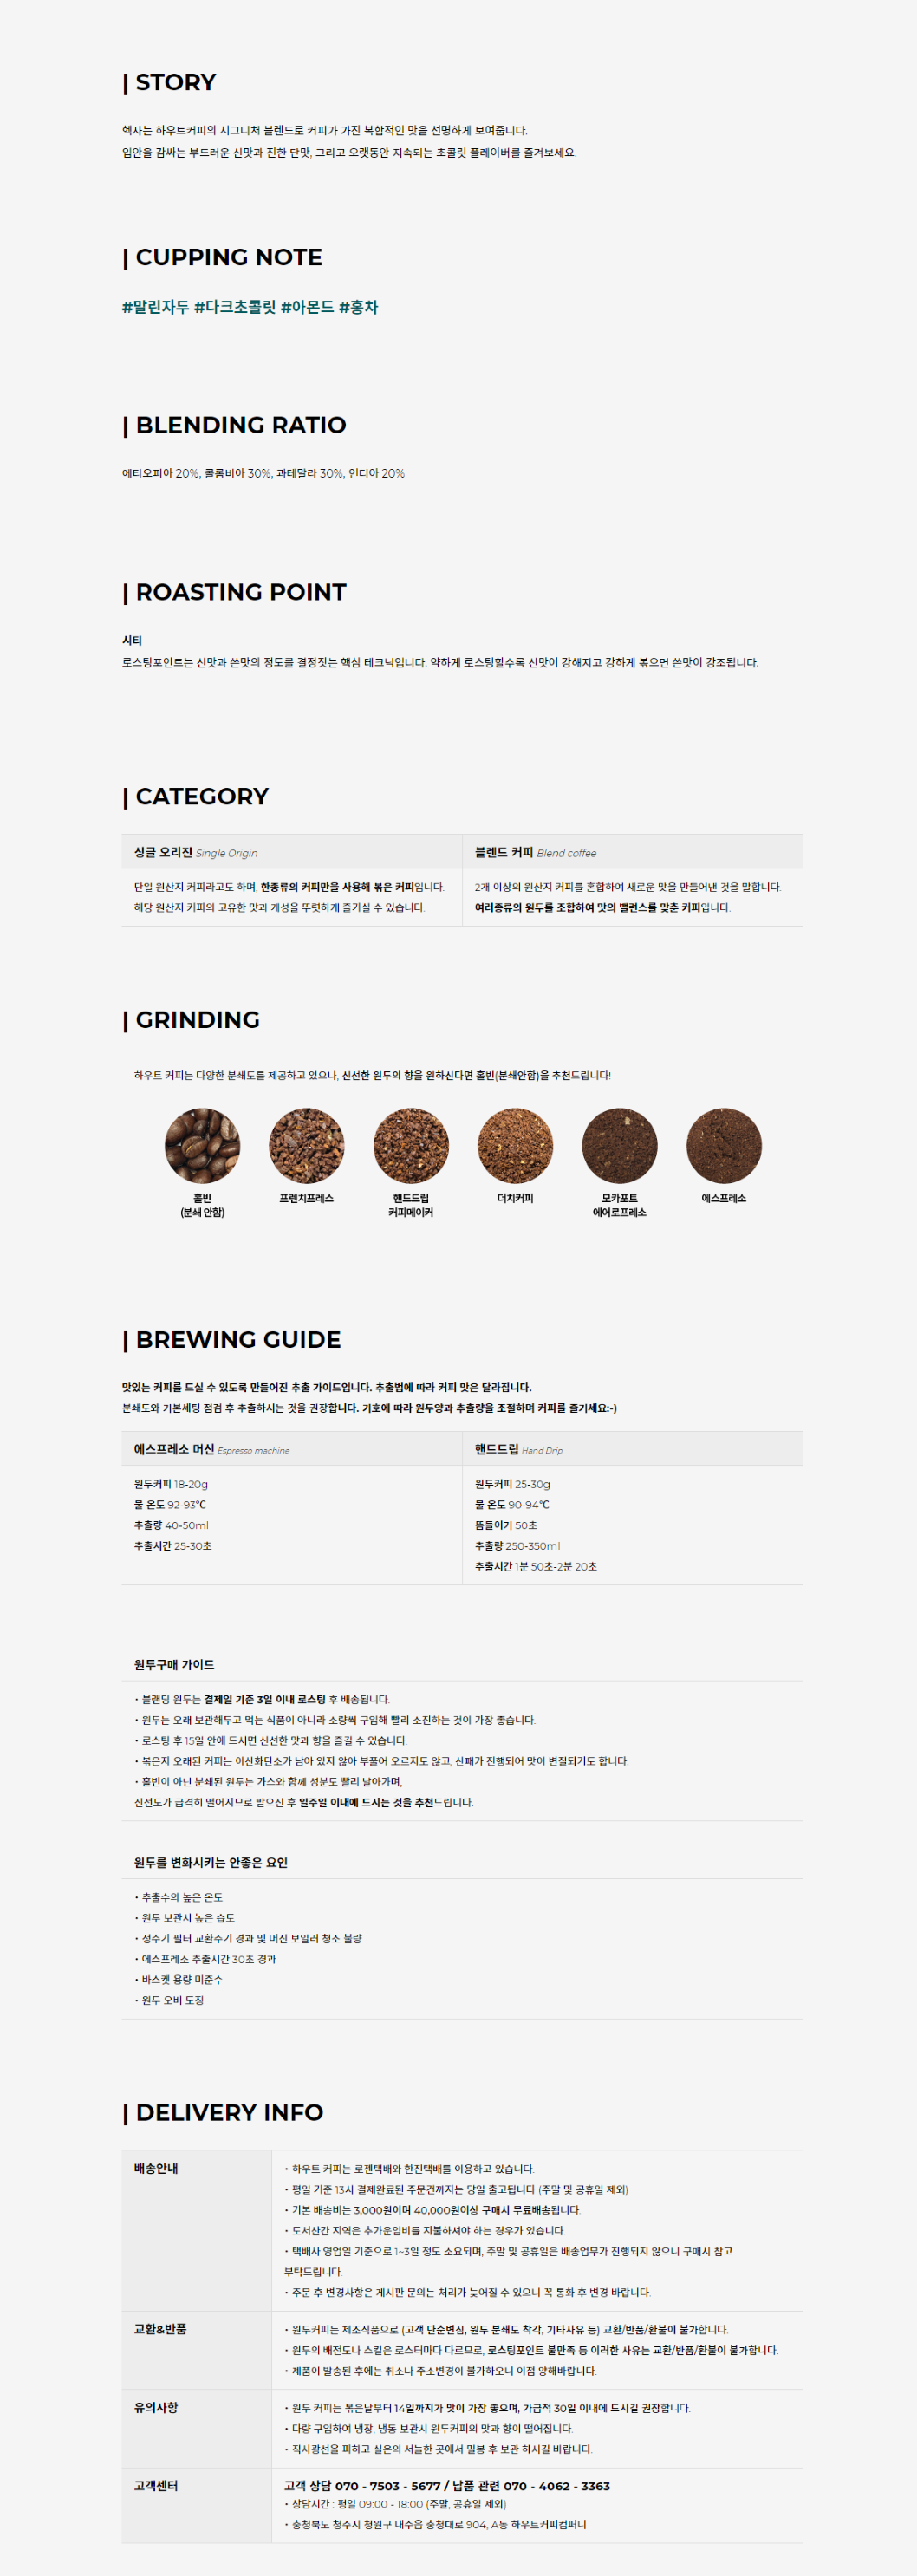 | STORY
헥사는 하우트커피의 시그니처 블렌드로 커피가 가진 복합적인 맛을 선명하게 보여줍니다.
입안을 감싸는 부드러운 신맛과 진한 단맛, 그리고 오랫동안 지속되는 초콜릿 플레이버를 즐겨보세요.
| CUPPING NOTE
#말린자두 #다크초콜릿 #아몬드 #홍차
| BLENDING RATIO
에티오피아 20%, 콜롬비아 30%, 과테말라 30%, 인디아 20%
| ROASTING POINT
시티
로스팅포인트는 신맛과 쓴맛의 정도를 결정짓는 핵심 테크닉입니다. 약하게 로스팅할수록 신맛이 강해지고 강하게 볶으면 쓴맛이 강조됩니다.
| CATEGORY
싱글 오리진 Single Origin
단일 원산지 커피라고도 하며, 한종류의 커피만을 사용해 볶은 커피입니다.
해당 원산지 커피의 고유한 맛과 개성을 뚜렷하게 즐기실 수 있습니다.
블렌드 커피 Blend coffee
2개 이상의 원산지 커피를 혼합하여 새로운 맛을 만들어낸 것을 말합니다.
여러종류의 원두를 조합하여 맛의 밸런스를 맞춘 커피입니다.
| GRINDING
하우트 커피는 다양한 분쇄도를 제공하고 있으나, 신선한 원두의 향을 원하신다면 홀빈(분쇄안함)을 추천드립니다!
홀빈
(분쇄 안함)
프렌치프레스
핸드드립
커피메이커
더치커피
모카포트
에어로프레소
에스프레소
| BREWING GUIDE
맛있는 커피를 드실 수 있도록 만들어진 추출 가이드입니다. 추출법에 따라 커피 맛은 달라집니다.
분쇄도와 기본세팅 점검 후 추출하시는 것을 권장합니다. 기호에 따라 원두양과 추출량을 조절하며 커피를 즐기세요:-)
에스프레소 머신 Espresso machine
원두커피 18-20g
물 온도 92-93℃
추출량 40-50ml
추출시간 25-30초
핸드드립 Hand Drip
원두커피 25-30g
물 온도 90-94℃
뜸들이기 50초
추출량 250-350ml
추출시간 1분 50초-2분 20초
원두구매 가이드
• 블랜딩 원두는 결제일 기준 3일 이내 로스팅 후 배송됩니다.
• 원두는 오래 보관해두고 먹는 식품이 아니라 소량씩 구입해 빨리 소진하는 것이 가장 좋습니다.
• 로스팅 후 15일 안에 드시면 신선한 맛과 향을 즐길 수 있습니다.
• 볶은지 오래된 커피는 이산화탄소가 남아 있지 않아 부풀어 오르지도 않고, 산패가 진행되어 맛이 변질되기도 합니다.
• 홀빈이 아닌 분쇄된 원두는 가스와 함께 성분도 빨리 날아가며,
신선도가 급격히 떨어지므로 받으신 후 일주일 이내에 드시는 것을 추천드립니다.
원두를 변화시키는 안좋은 요인
• 추출수의 높은 온도
• 원두 보관시 높은 습도
• 정수기 필터 교환주기 경과 및 머신 보일러 청소 불량
• 에스프레소 추출시간 30초 경과
• 바스켓 용량 미준수
• 원두 오버 도징
| DELIVERY INFO
배송안내
• 하우트 커피는 로젠택배와 한진택배를 이용하고 있습니다.
• 평일 기준 13시 결제완료된 주문건까지는 당일 출고됩니다 (주말 및 공휴일 제외)
• 기본 배송비는 3,000원이며 40,000원이상 구매시 무료배송됩니다.
• 도서산간 지역은 추가운임비를 지불하셔야 하는 경우가 있습니다.
• 택배사 영업일 기준으로 1~3일 정도 소요되며, 주말 및 공휴일은 배송업무가 진행되지 않으니 구매시 참고
부탁드립니다.
• 주문 후 변경사항은 게시판 문의는 처리가 늦어질 수 있으니 꼭 통화 후 변경 바랍니다.
교환&반품
• 원두커피는 제조식품으로 (고객 단순변심, 원두 분쇄도 착각, 기타사유 등) 교환/반품/환불이 불가합니다.
• 원두의 배전도나 스킬은 로스터마다 다르므로, 로스팅포인트 불만족 등 이러한 사유는 교환/반품/환불이 불가합니다.
• 제품이 발송된 후에는 취소나 주소변경이 불가하오니 이점 양해바랍니다.
유의사항
• 원두 커피는 볶은날부터 14일까지가 맛이 가장 좋으며, 가급적 30일 이내에 드시길 권장합니다.
• 다량 구입하여 냉장, 냉동 보관시 원두커피의 맛과 향이 떨어집니다.
• 직사광선을 피하고 실온의 서늘한 곳에서 밀봉 후 보관 하시길 바랍니다.
고객센터
고객 상담 070 - 7503 - 5677 / 납품 관련 070 - 4062 - 3363
• 상담시간 : 평일 09:00 - 18:00 (주말, 공휴일 제외)
• 충청북도 청주시 청원구 내수읍 충청대로 904, A동 하우트커피컴퍼니